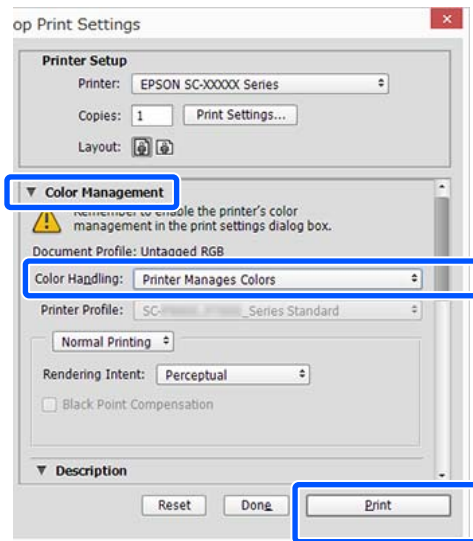 op Print Settings
Printer Setup
Printer: EPSON SC-XXXXX Series
Copies: 1 Print Settings...
Layout:
Color Management
Remember to enable the printer's color
management in the print settings dialog box.
Document Profile: Untagged RGB
Color Handling: Printer Manages Colors
Printer Profile: SC- _Series Standard
Normal Printing
Rendering Intent: Perceptual
Black Point Compensation
Description
Reset Done Print